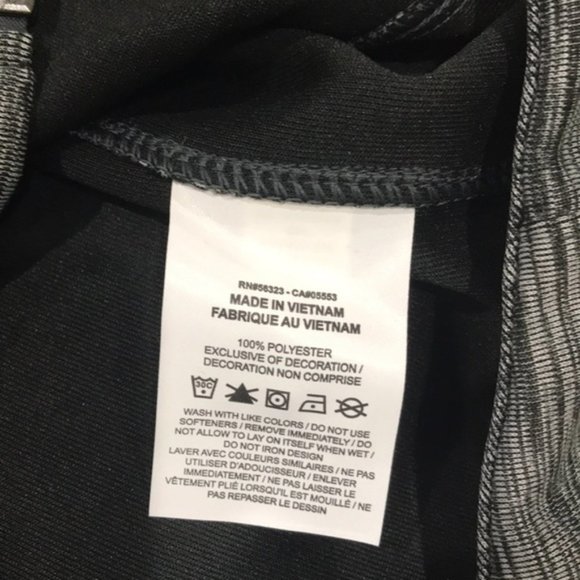 RN#56323 - CA#05553
MADE IN VIETNAM
FABRIQUE AU VIETNAM
100% POLYESTER
EXCLUSIVE OF DECORATION /
DECORATION NON COMPRISE
30C
WASH WITH LIKE COLORS / DO NOT USE
SOFTENERS / REMOVE IMMEDIATELY / DO
NOT ALLOW TO LAY ON ITSELF WHEN WET /
DO NOT IRON DESIGN
LAVER AVEC COULEURS SIMILAIRES / NE PAS
UTILISER D'ADOUCISSEUR / ENLEVER
IMMEDIATEMENT / NE PAS LAISSER LE
VÊTEMENT PLIÉ LORSQU'IL EST MOUILLÉ / NE
PAS REPASSER LE DESSIN